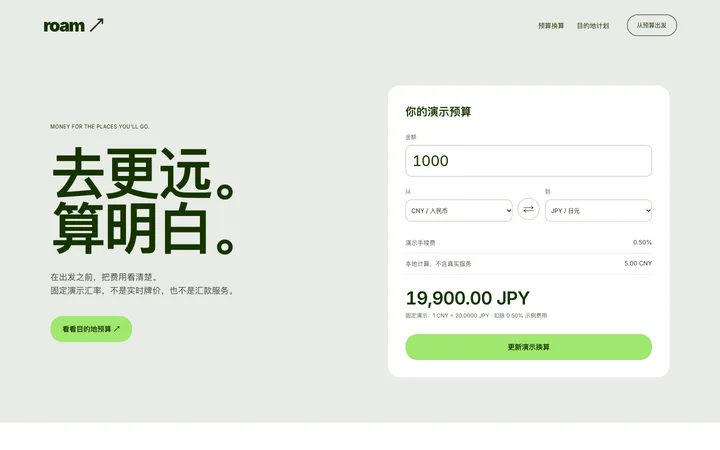 roam ↗
预算换算
目的地计划
从预算出发
MONEY FOR THE PLACES YOU'LL GO.
去更远。
算明白。
在出发之前，把费用看清楚。
固定演示汇率，不是实时牌价，也不是汇款服务。
看看目的地预算 ↗
你的演示预算
金额
1000
从
到
CNY / 人民币
JPY / 日元
演示手续费
0.50%
本地计算，不含真实服务
5.00 CNY
19,900.00 JPY
固定演示：1 CNY = 20.0000 JPY · 扣除 0.50% 示例费用
更新演示换算